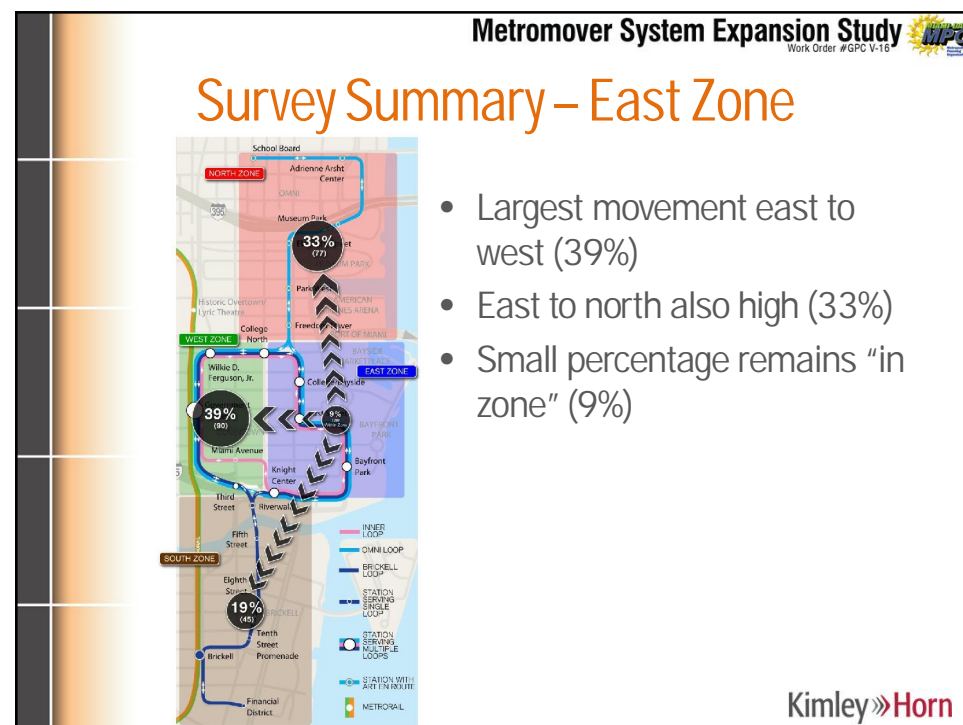 Metromover System Expansion Study
Work Order #GPC V-16
MPO
Survey Summary – East Zone
School Board
NORTH ZONE
Adrienne Arsht
Center
OMNI
395
Museum Park
33%
(77)
Historic Overtown/
Lyric Theatre
College
North
WEST ZONE
EAST ZONE
Wilkie D.
Ferguson, Jr.
39%
(90)
9%
Miami Avenue
Knight
Center
Bayfront
Park
Third
Street
Fifth
Street
SOUTH ZONE
Eighth
19%
(45)
BRICKELL
Tenth
Street
Promenade
Brickell
Financial
District
INNER
LOOP
OMNI LOOP
BRICKELL
LOOP
STATION
SERVING
SINGLE
LOOP
STATION
SERVING
MULTIPLE
LOOPS
STATION WITH
ART EN ROUTE
METRORAIL
• Largest movement east to
west (39%)
• East to north also high (33%)
• Small percentage remains “in
zone” (9%)
Kimley»Horn